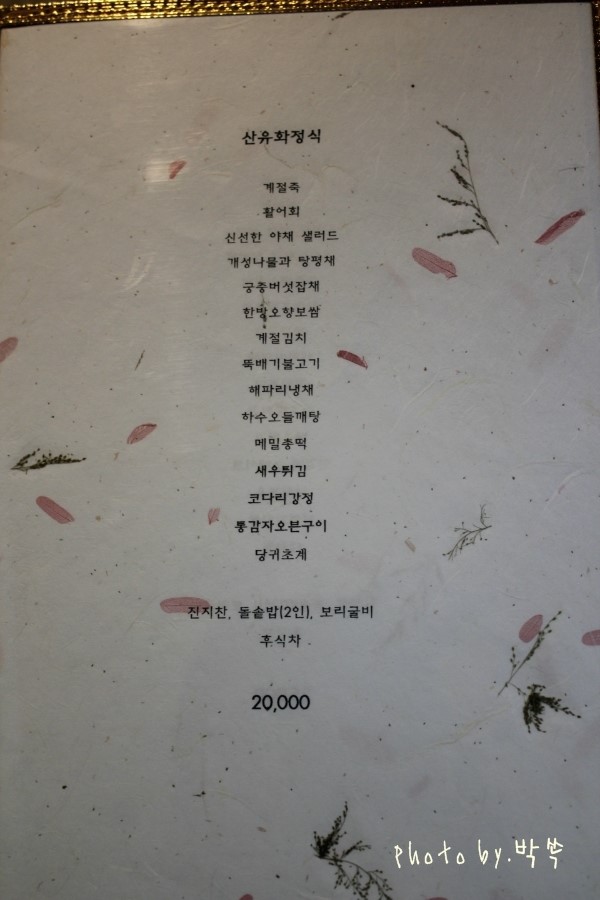 산유화정식
계절죽
활어회
신선한 야채 샐러드
개성나물과 탕평채
궁중버섯잡채
한방오향보쌈
계절김치
뚝배기불고기
해파리냉채
하수오들깨탕
메밀총떡
새우튀김
코다리강정
통감자오븐구이
당귀초계
진지찬, 돌솥밥(2인), 보리굴비
후식차
20,000
photo by.박쏙